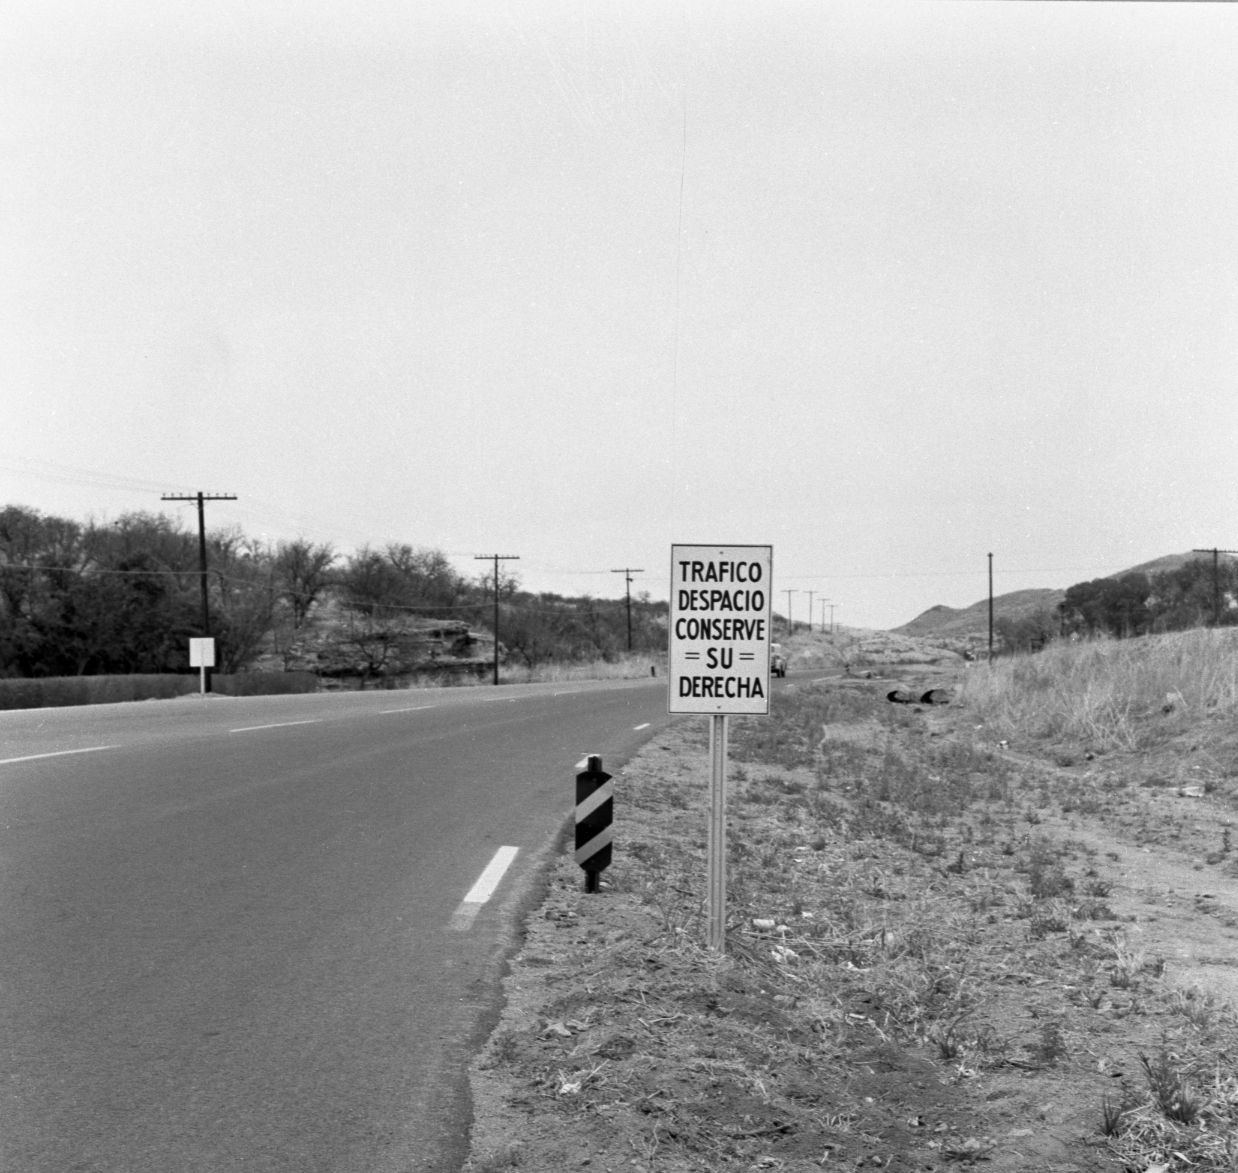 TRAFICO
DESPACIO
CONSERVE
= SU =
DERECHA